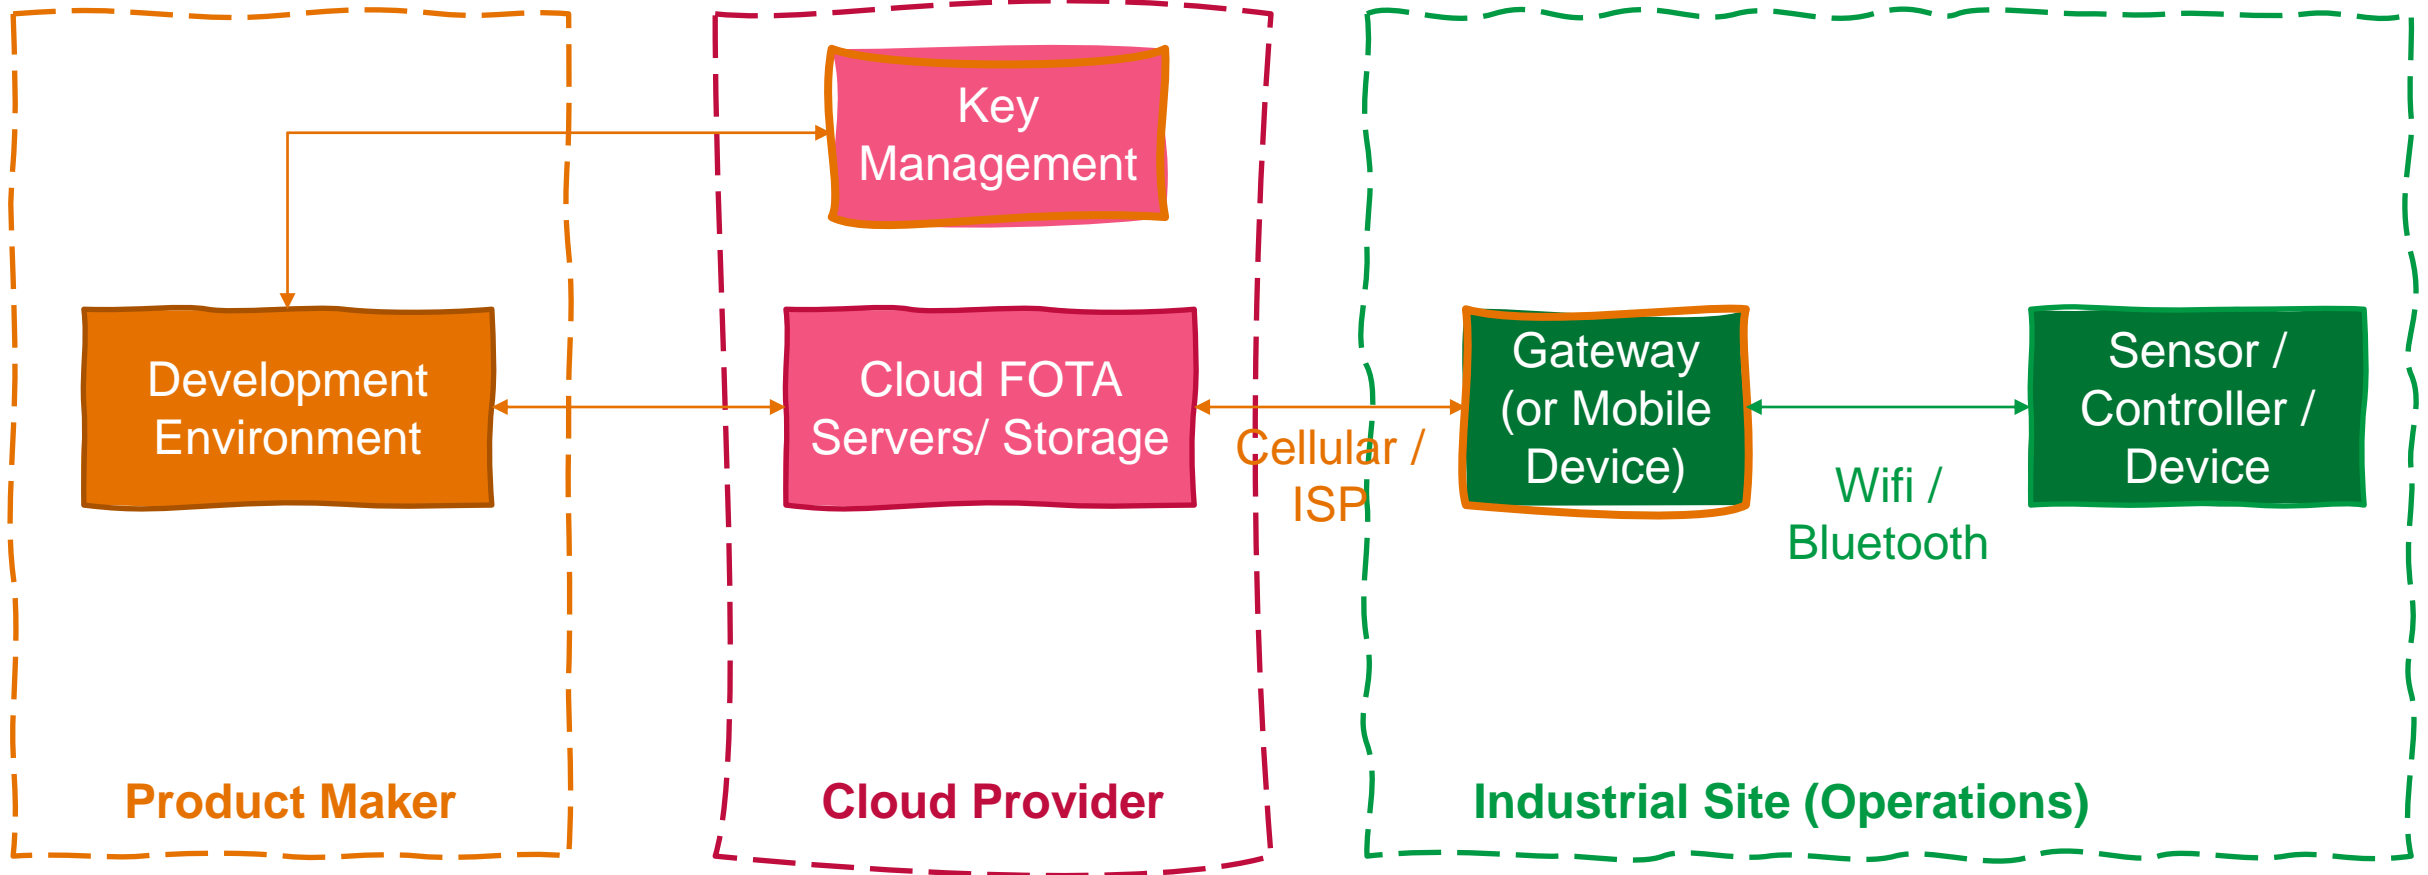 Key
Management
Development
Environment
Cloud FOTA
Servers/ Storage
Cellular /
ISP
Gateway
(or Mobile
Device)
Wifi /
Bluetooth
Sensor /
Controller /
Device
Product Maker
Cloud Provider
Industrial Site (Operations)